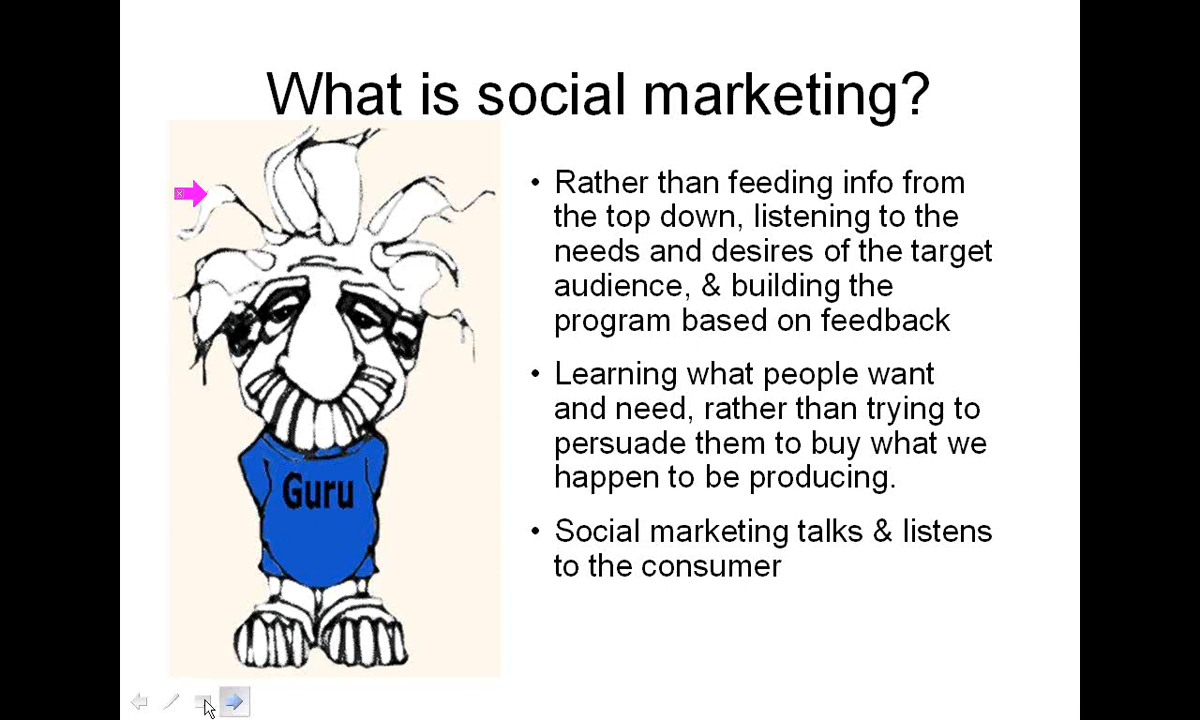 What is social marketing?
• Rather than feeding info from
the top down, listening to the
needs and desires of the target
audience, & building the
program based on feedback
• Learning what people want
and need, rather than trying to
persuade them to buy what we
happen to be producing.
• Social marketing talks & listens
to the consumer
Guru